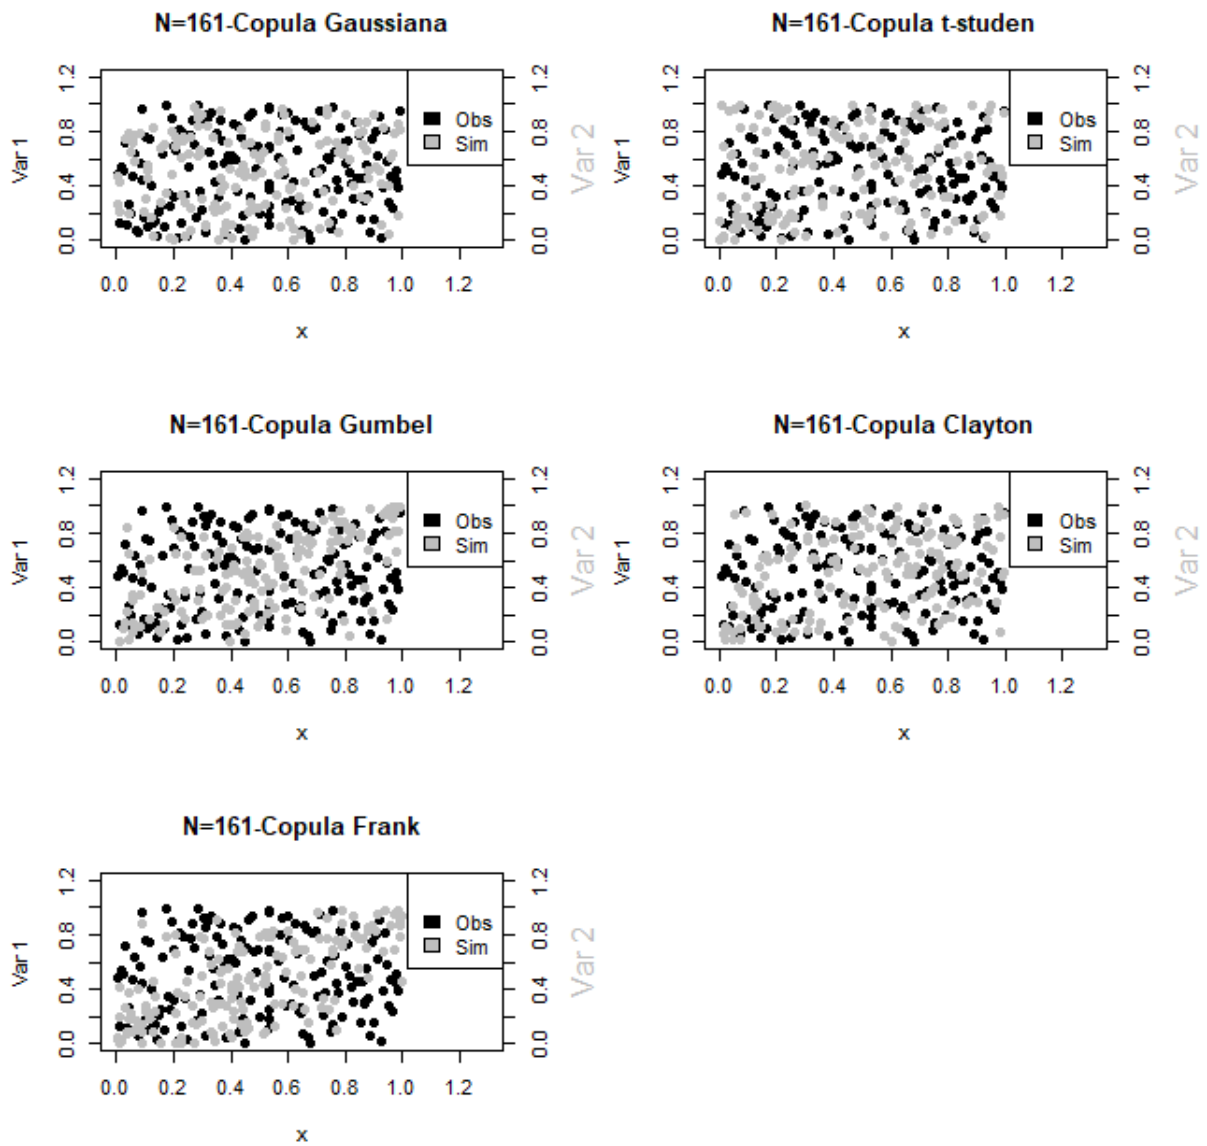 N=161-Copula Gaussiana
Var 1
0.0 0.4 0.8 1.2
Obs
Sim
0.0 0.4 0.8 1.2
Var 2
0.0 0.2 0.4 0.6 0.8 1.0 1.2
x
N=161-Copula t-studen
Var 1
0.0 0.4 0.8 1.2
Obs
Sim
0.0 0.4 0.8 1.2
Var 2
0.0 0.2 0.4 0.6 0.8 1.0 1.2
x
N=161-Copula Gumbel
Var 1
0.0 0.4 0.8 1.2
Obs
Sim
0.0 0.4 0.8 1.2
Var 2
0.0 0.2 0.4 0.6 0.8 1.0 1.2
x
N=161-Copula Clayton
Var 1
0.0 0.4 0.8 1.2
Obs
Sim
0.0 0.4 0.8 1.2
Var 2
0.0 0.2 0.4 0.6 0.8 1.0 1.2
x
N=161-Copula Frank
Var 1
0.0 0.4 0.8 1.2
Obs
Sim
0.0 0.4 0.8 1.2
Var 2
0.0 0.2 0.4 0.6 0.8 1.0 1.2
x